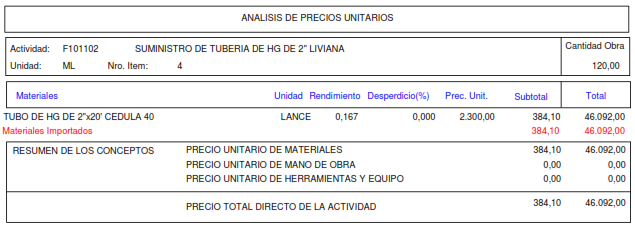 ANALISIS DE PRECIOS UNITARIOS
Actividad: F101102 SUMINISTRO DE TUBERIA DE HG DE 2" LIVIANA Cantidad Obra
Unidad: ML Nro. Item: 4 120,00
Materiales Unidad Rendimiento Desperdicio(%) Prec. Unit. Subtotal Total
TUBO DE HG DE 2"x20' CEDULA 40 LANCE 0,167 0,000 2.300,00 384,10 46.092,00
Materiales Importados 384,10 46.092,00
RESUMEN DE LOS CONCEPTOS PRECIO UNITARIO DE MATERIALES 384,10 46.092,00
PRECIO UNITARIO DE MANO DE OBRA 0,00 0,00
PRECIO UNITARIO DE HERRAMIENTAS Y EQUIPO 0,00 0,00
PRECIO TOTAL DIRECTO DE LA ACTIVIDAD 384,10 46.092,00